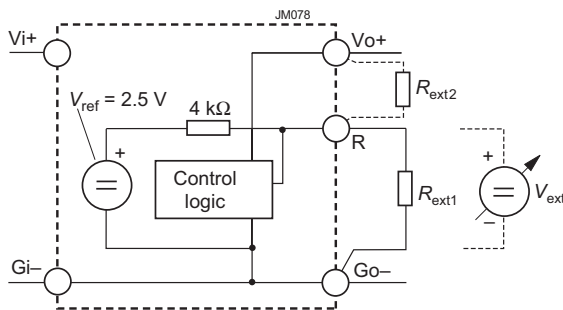 JM078
Vi+
Vo+
Vref = 2.5 V
4 kΩ
Rext2
+
R
Control
logic
Rext1
+
–
Vext
Gi–
Go–